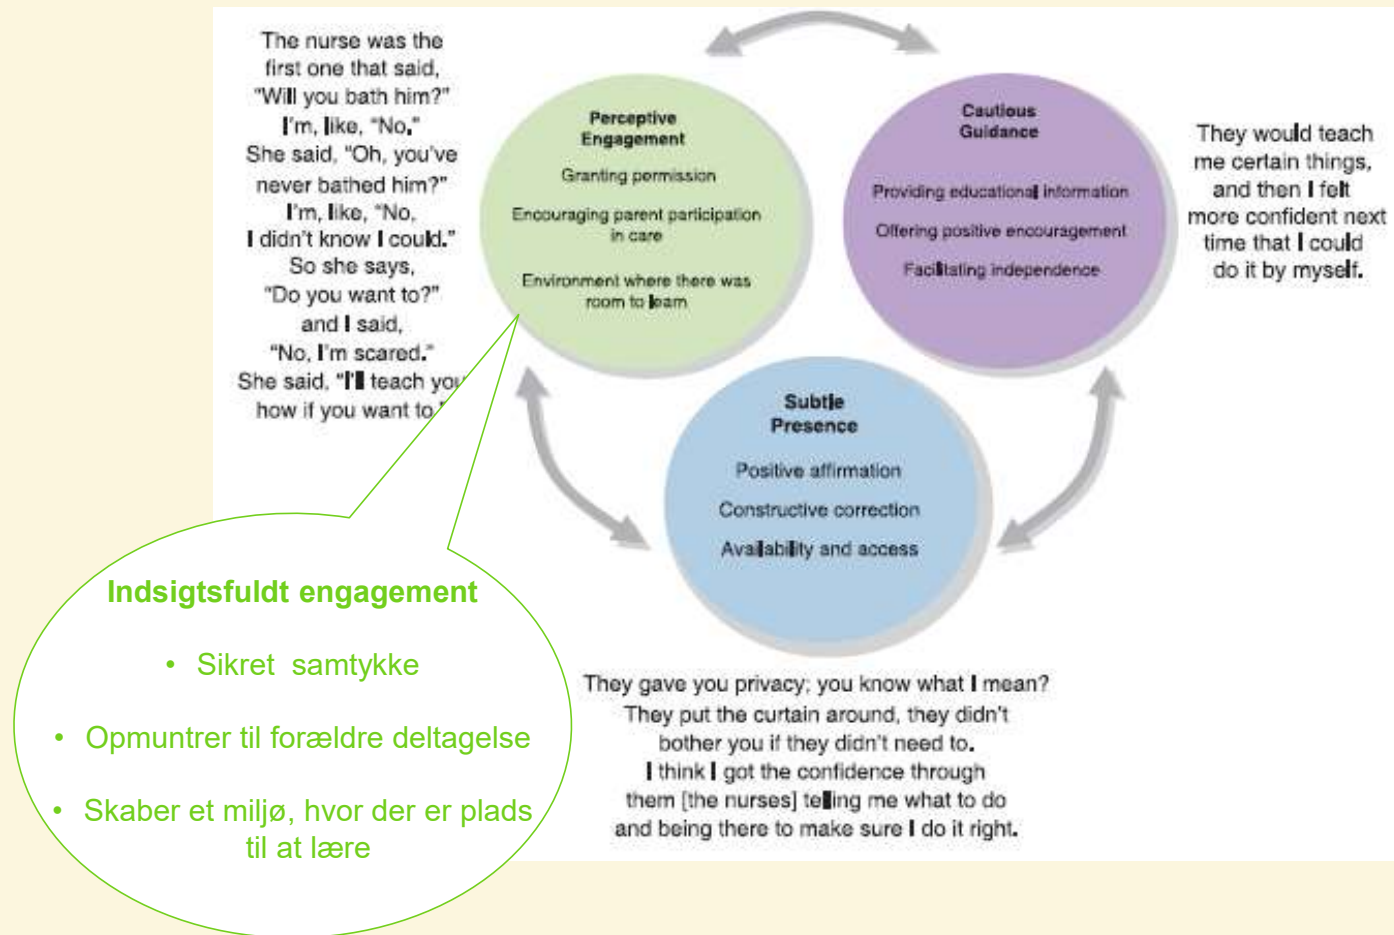 The nurse was the
first one that said,
"Will you bath him?"
I'm, like, "No."
She said, "Oh, you've
never bathed him?"
I'm, like, "No,
I didn't know I could."
So she says,
"Do you want to?"
and I said,
"No, I'm scared."
She said, "I'll teach you
how if you want to."
Perceptive
Engagement
Granting permission
Encouraging parent participation
in care
Environment where there was
room to learn
Cautious
Guidance
Providing educational information
Offering positive encouragement
Facilitating independence
They would teach
me certain things,
and then I felt
more confident next
time that I could
do it by myself.
Subtle
Presence
Positive affirmation
Constructive correction
Availability and access
They gave you privacy; you know what I mean?
They put the curtain around, they didn't
bother you if they didn't need to.
I think I got the confidence through
them [the nurses] telling me what to do
and being there to make sure I do it right.
Indsigtsfuldt engagement
• Sikret samtykke
• Opmuntrer til forældre deltagelse
• Skaber et miljø, hvor der er plads
til at lære